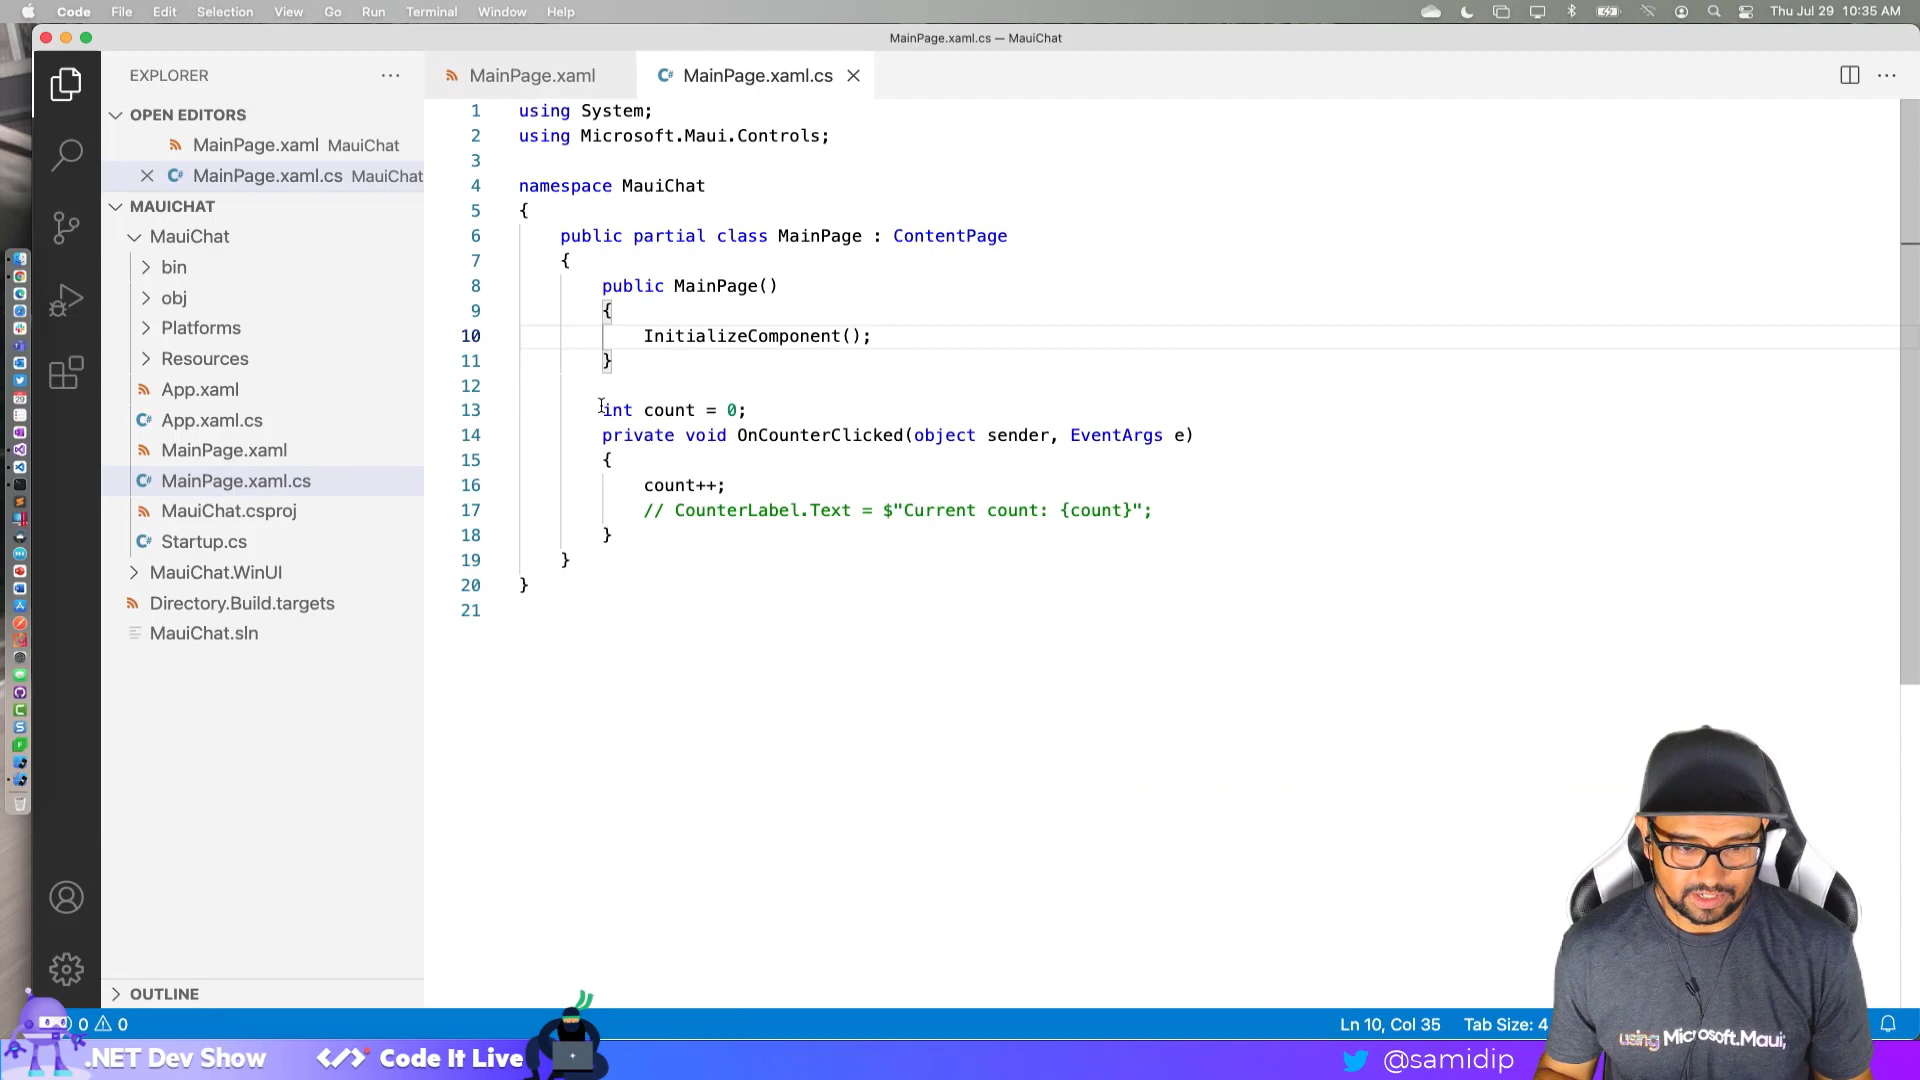 Code File Edit Selection View Go Run Terminal Window Help
Thu Jul 29 10:35 AM
MainPage.xaml.cs — MauiChat
EXPLORER
OPEN EDITORS
MainPage.xaml MauiChat
MainPage.xaml.cs MauiChat
MAUICHAT
MauiChat
bin
obj
Platforms
Resources
App.xaml
App.xaml.cs
MainPage.xaml
MainPage.xaml.cs
MauiChat.csproj
Startup.cs
MauiChat.WinUI
Directory.Build.targets
MauiChat.sln
OUTLINE
MainPage.xaml
MainPage.xaml.cs
1 using System;
2 using Microsoft.Maui.Controls;
3
4 namespace MauiChat
5 {
6 public partial class MainPage : ContentPage
7 {
8 public MainPage()
9 {
10 InitializeComponent();
11 }
12
13 int count = 0;
14 private void OnCounterClicked(object sender, EventArgs e)
15 {
16 count++;
17 // CounterLabel.Text = $"Current count: {count}";
18 }
19 }
20 }
21
0 0
Ln 10, Col 35 Tab Size: 4
using Microsoft.Maui;
.NET Dev Show
Code It Live
@samidip